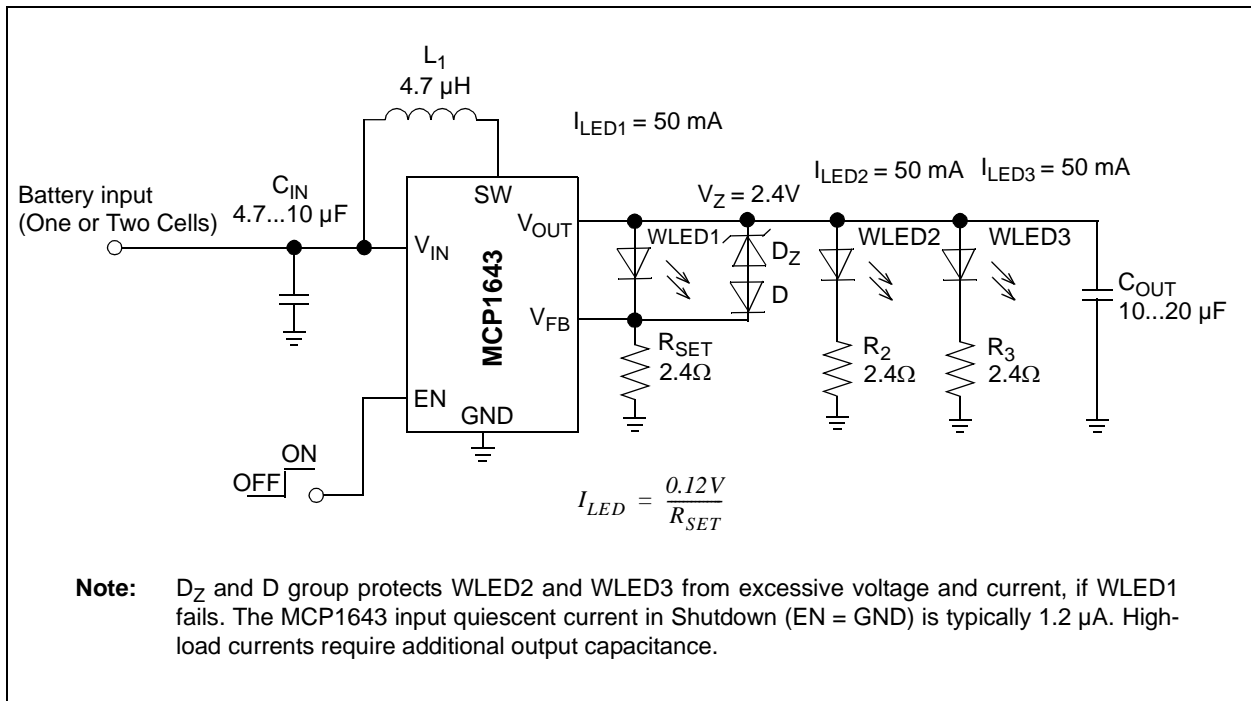 L1
4.7 µH
ILED1 = 50 mA
ILED2 = 50 mA
ILED3 = 50 mA
Battery input
(One or Two Cells)
CIN
4.7...10 µF
SW
VZ = 2.4V
VIN
VOUT
WLED1
DZ
WLED2
WLED3
MCP1643
D
COUT
10...20 µF
VFB
RSET
2.4Ω
R2
2.4Ω
R3
2.4Ω
EN
GND
ON
OFF
ILED = 0.12V
RSET
Note: DZ and D group protects WLED2 and WLED3 from excessive voltage and current, if WLED1
fails. The MCP1643 input quiescent current in Shutdown (EN = GND) is typically 1.2 µA. High-
load currents require additional output capacitance.